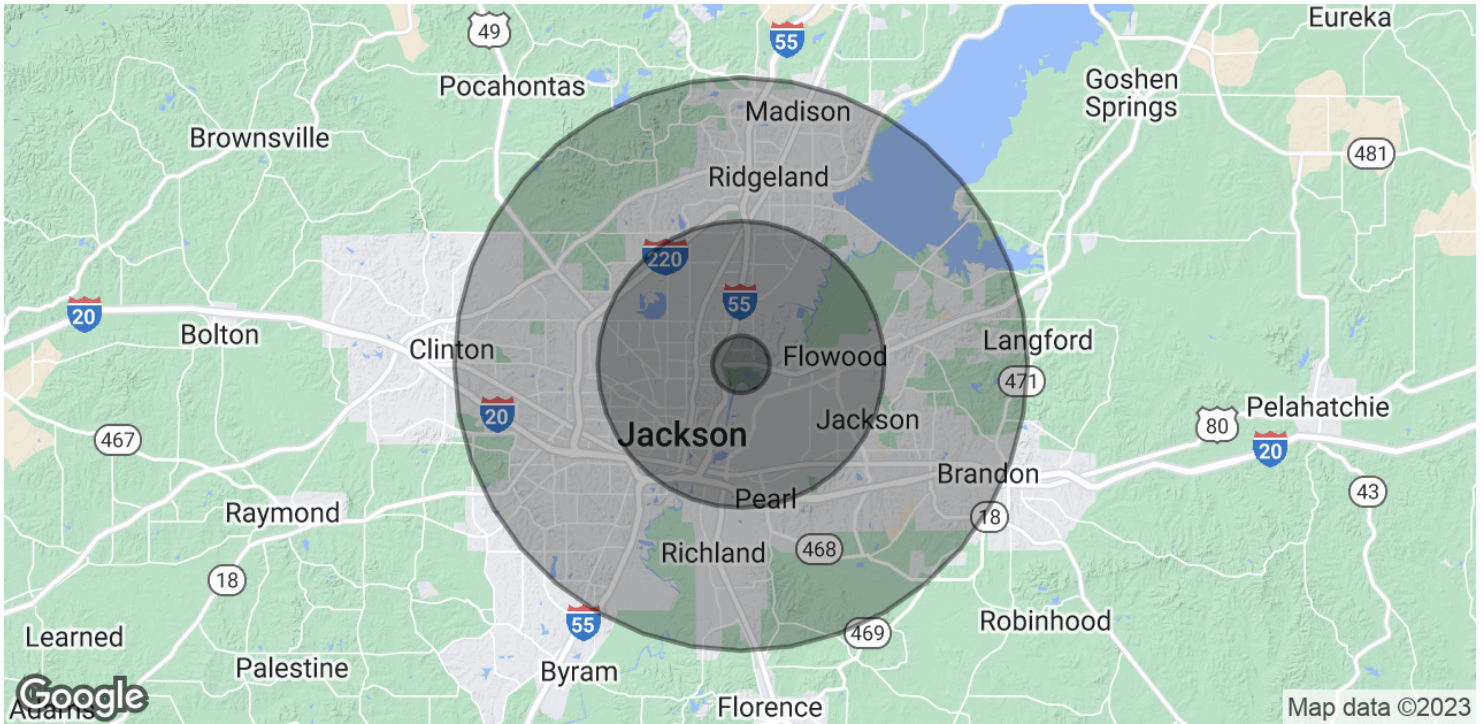 Eureka
49
55
Pocahontas
Goshen
Springs
Madison
Brownsville
481
Ridgeland
220
55
20
Bolton
Clinton
Flowood
Langford
471
20
Jackson
Jackson
Pelahatchie
80
467
20
Brandon
43
Pearl
Raymond
18
Richland
468
18
55
469
Robinhood
Learned
Palestine
Byram
Google
Adams
Florence
Map data ©2023